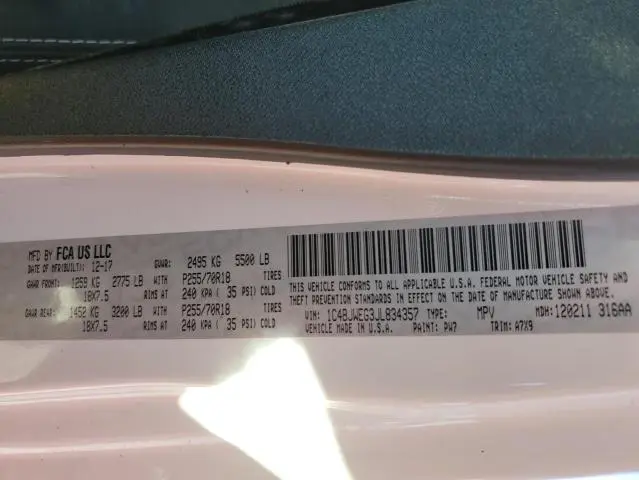 MFD BY FCA US LLC
DATE OF MFR(BUILT): 12-17 GVWR: 2495 KG 5500 LB
GAWR FRONT: 1259 KG 2775 LB WITH P255/70R18 TIRES
18X7.5 RIMS AT 240 KPA ( 35 PSI) COLD
GAWR REAR: 1452 KG 3200 LB WITH P255/70R18 TIRES
18X7.5 RIMS AT 240 KPA ( 35 PSI) COLD
THIS VEHICLE CONFORMS TO ALL APPLICABLE U.S.A. FEDERAL MOTOR VEHICLE SAFETY AND
THEFT PREVENTION STANDARDS IN EFFECT ON THE DATE OF MANUFACTURE SHOWN ABOVE.
VIN: 1C4BJWEG3JL834357 TYPE: MPV MDH: 120211 316AA
MADE IN U.S.A. PAINT: PW7 TRIM: A7X9